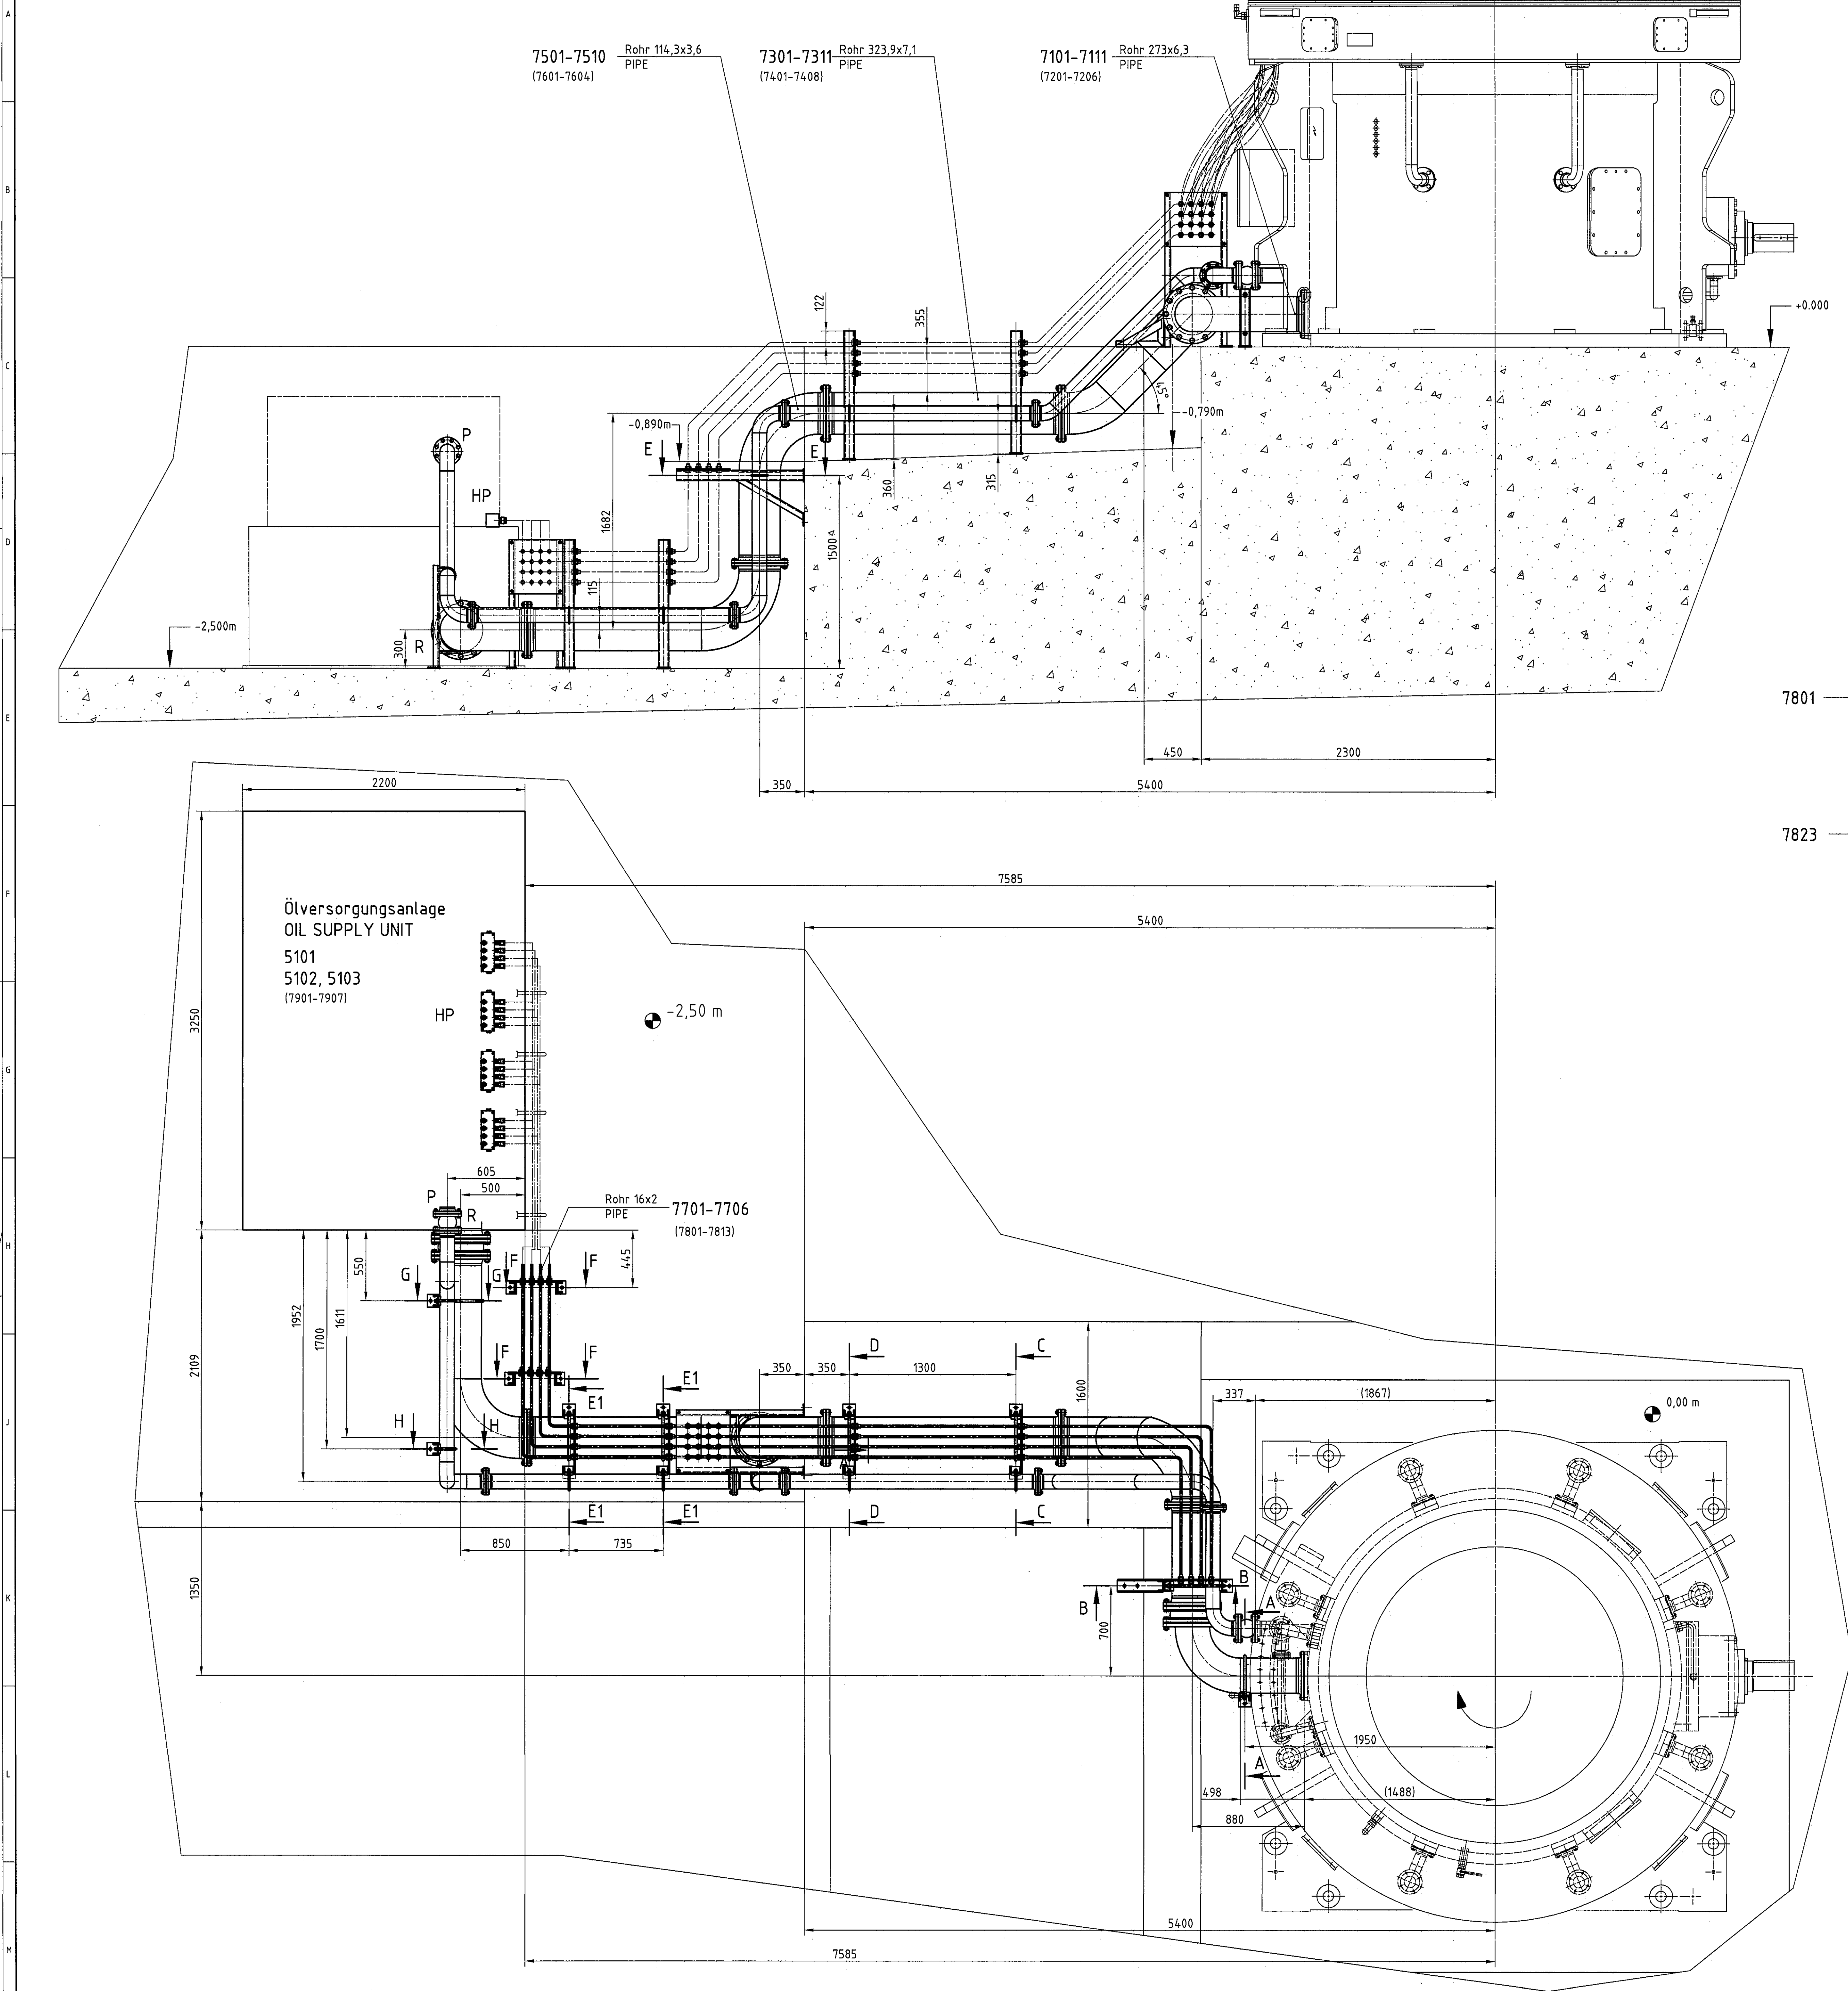 A
B
C
D
E
F
G
H
J
K
L
M
7501-7510
(7601-7604)
Rohr 114,3x3,6
PIPE
7301-7311
(7401-7408)
Rohr 323,9x7,1
PIPE
7101-7111
(7201-7206)
Rohr 273x6,3
PIPE
+0.000
122
355
45°
-0,790m
-0,890m
E
E
P
HP
360
315
1682
1500
115
-2,500m
300
R
7801
450
2300
350
5400
2200
7823
7585
5400
Ölversorgungsanlage
OIL SUPPLY UNIT
5101
5102, 5103
(7901-7907)
HP
-2,50 m
3250
605
500
P
R
Rohr 16x2
PIPE
7701-7706
(7801-7813)
550
445
F
F
G
G
1952
1700
1611
2109
F
F
D
C
350
350
1300
E1
E1
1600
337
(1867)
0,00 m
H
H
A
E1
E1
D
C
850
735
1350
B
B
A
700
1950
A
498
(1488)
880
5400
7585